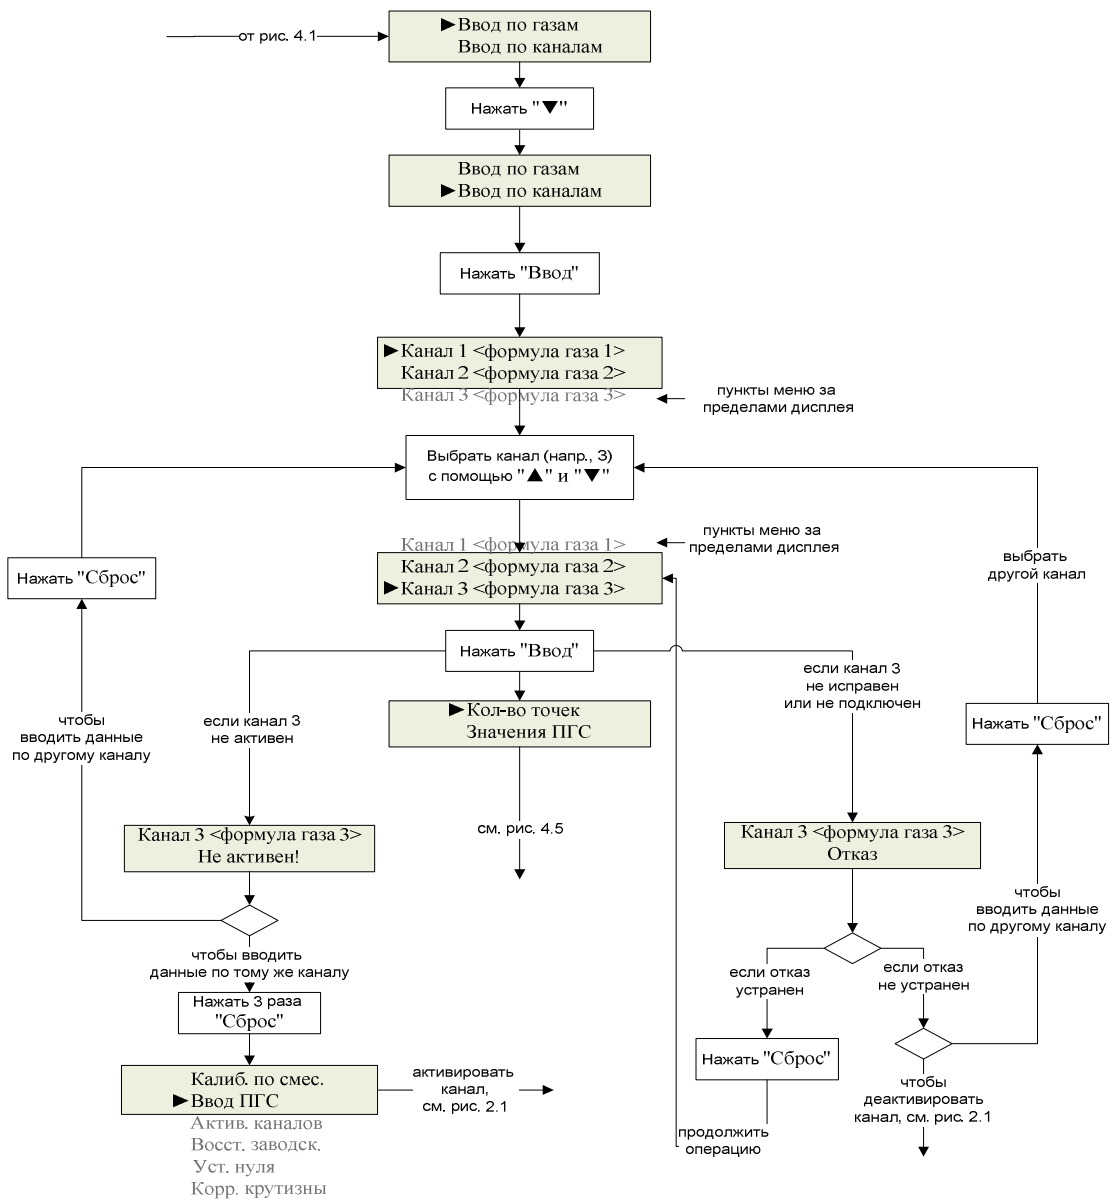 ►Ввод по газам
Ввод по каналам
от рис. 4.1
Нажать "▼"
Ввод по газам
►Ввод по каналам
Нажать "Ввод"
►Канал 1 <формула газа 1>
Канал 2 <формула газа 2>
Канал 3 <формула газа 3>
пункты меню за
пределами дисплея
Выбрать канал (напр., 3)
с помощью "▲" и "▼"
Канал 1 <формула газа 1>
Канал 2 <формула газа 2>
►Канал 3 <формула газа 3>
пункты меню за
пределами дисплея
Нажать "Сброс"
выбрать
другой канал
Нажать "Ввод"
если канал 3
не исправен
или не подключен
►Кол-во точек
Значения ПГС
чтобы
вводить данные
по другому каналу
если канал 3
не активен
Нажать "Сброс"
см. рис. 4.5
Канал 3 <формула газа 3>
Не активен!
Канал 3 <формула газа 3>
Отказ
чтобы
вводить данные
по другому каналу
чтобы вводить
данные по тому же каналу
если отказ
устранен
если отказ
не устранен
Нажать 3 раза
"Сброс"
Нажать "Сброс"
Калиб. по смес.
►Ввод ПГС
Актив. каналов
Восст. заводск.
Уст. нуля
Корр. крутизны
активировать
канал,
см. рис. 2.1
чтобы
деактивировать
канал, см. рис. 2.1
продолжить
операцию